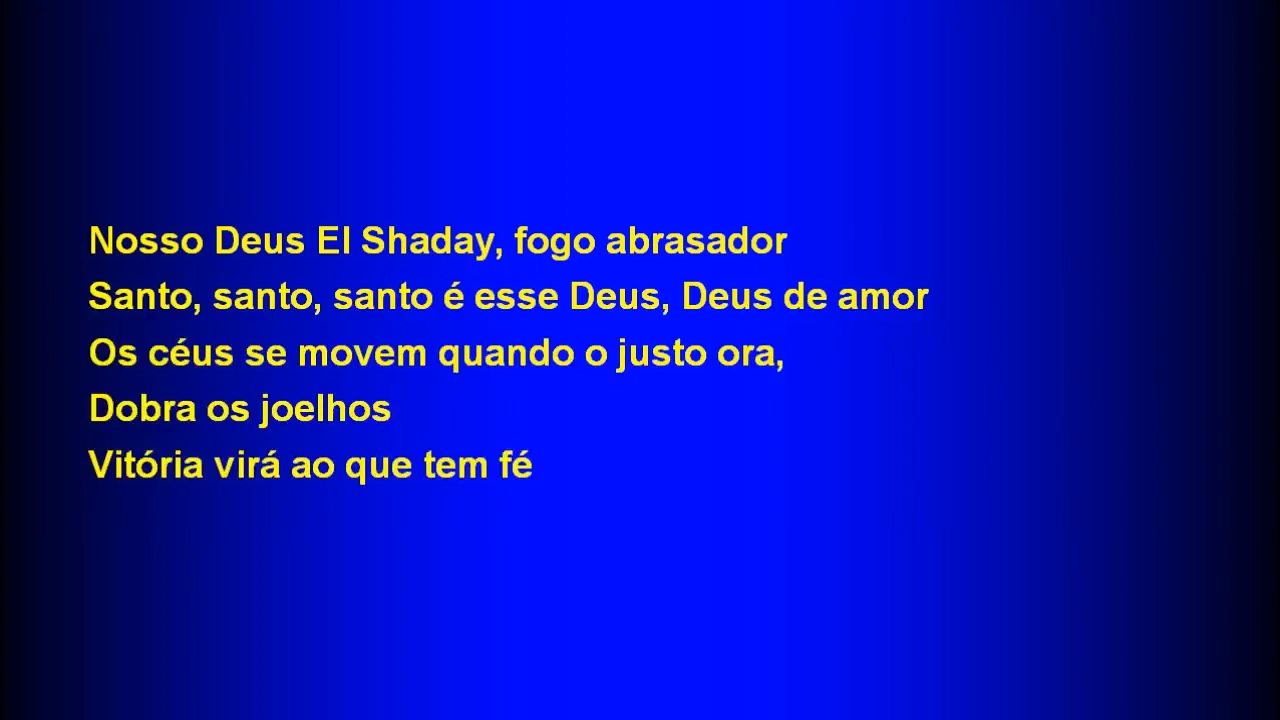 Nosso Deus El Shaday, fogo abrasador
Santo, santo, santo é esse Deus, Deus de amor
Os céus se movem quando o justo ora,
Dobra os joelhos
Vitória virá ao que tem fé